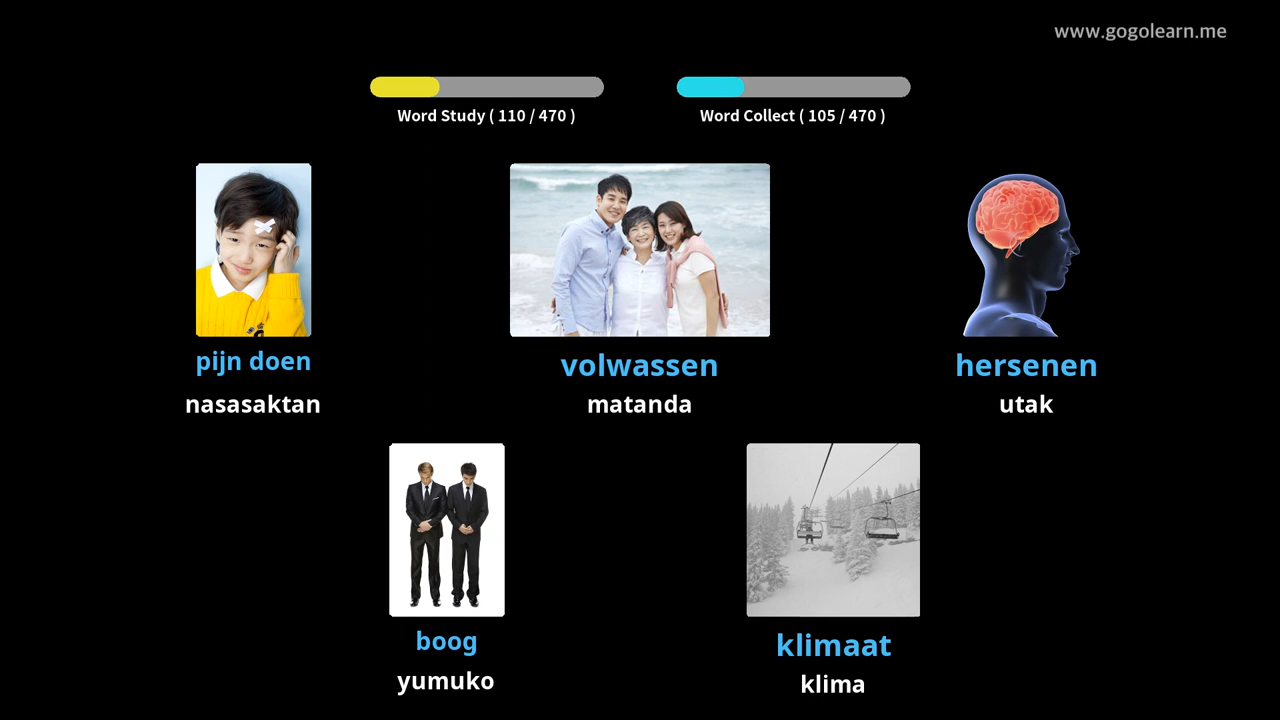 www.gogolearn.me
Word Study ( 110 / 470 )
Word Collect ( 105 / 470 )
pijn doen
nasasaktan
volwassen
matanda
hersenen
utak
boog
yumuko
klimaat
klima